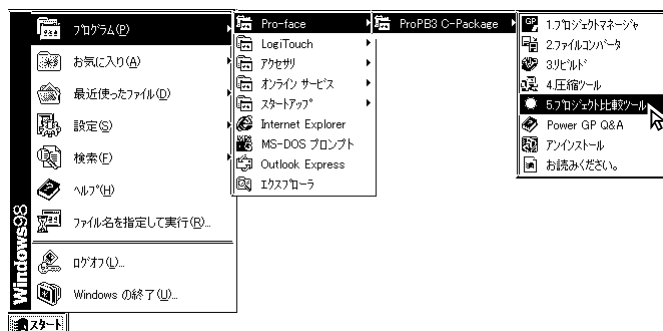 プログラム(P)
お気に入り(A)
最近使ったファイル(D)
設定(S)
検索(F)
ヘルプ(H)
ファイル名を指定して実行(R)...
ログオフ(L)...
Windows の終了(U)...
Windows98
スタート
Pro-face
LogiTouch
アクセサリ
オンライン サービス
スタートアップ
Internet Explorer
MS-DOS プロンプト
Outlook Express
エクスプローラ
ProPB3 C-Package
1.プロジェクトマネージャ
2.ファイルコンバータ
3.リビルド
4.圧縮ツール
5.プロジェクト比較ツール
Power GP Q&A
アンインストール
お読みください。